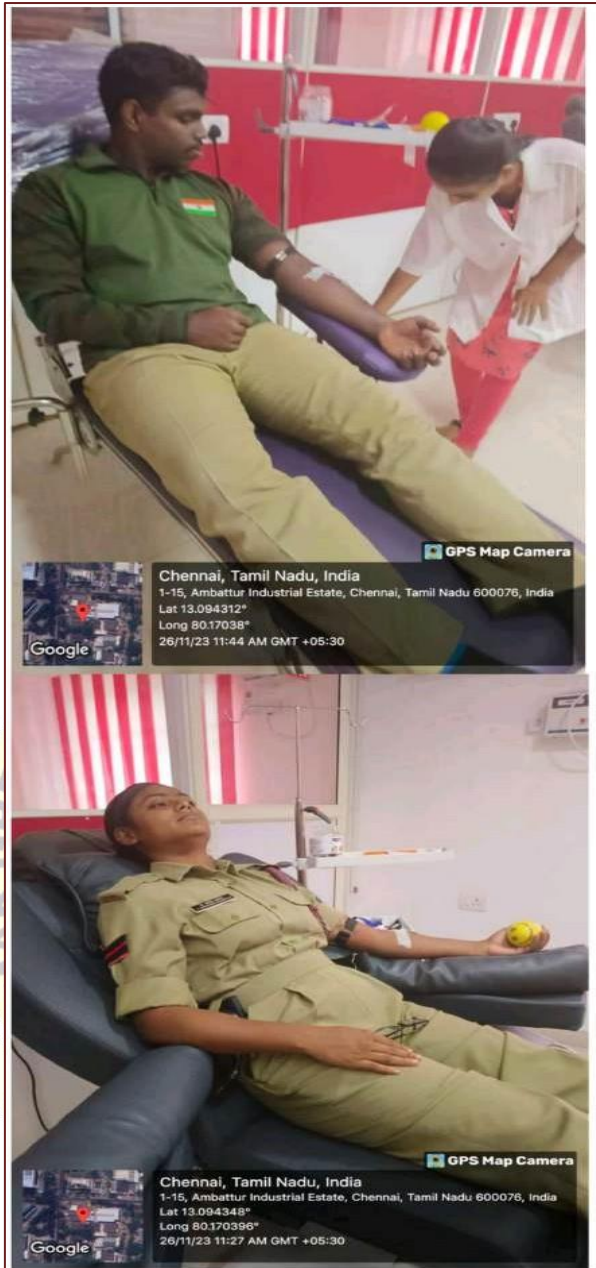 GPS Map Camera
Chennai, Tamil Nadu, India
1-15, Ambattur Industrial Estate, Chennai, Tamil Nadu 600076, India
Lat 13.094312°
Long 80.17038°
26/11/23 11:44 AM GMT +05:30
Google
GPS Map Camera
Chennai, Tamil Nadu, India
1-15, Ambattur Industrial Estate, Chennai, Tamil Nadu 600076, India
Lat 13.094348°
Long 80.170396°
26/11/23 11:27 AM GMT +05:30
Google